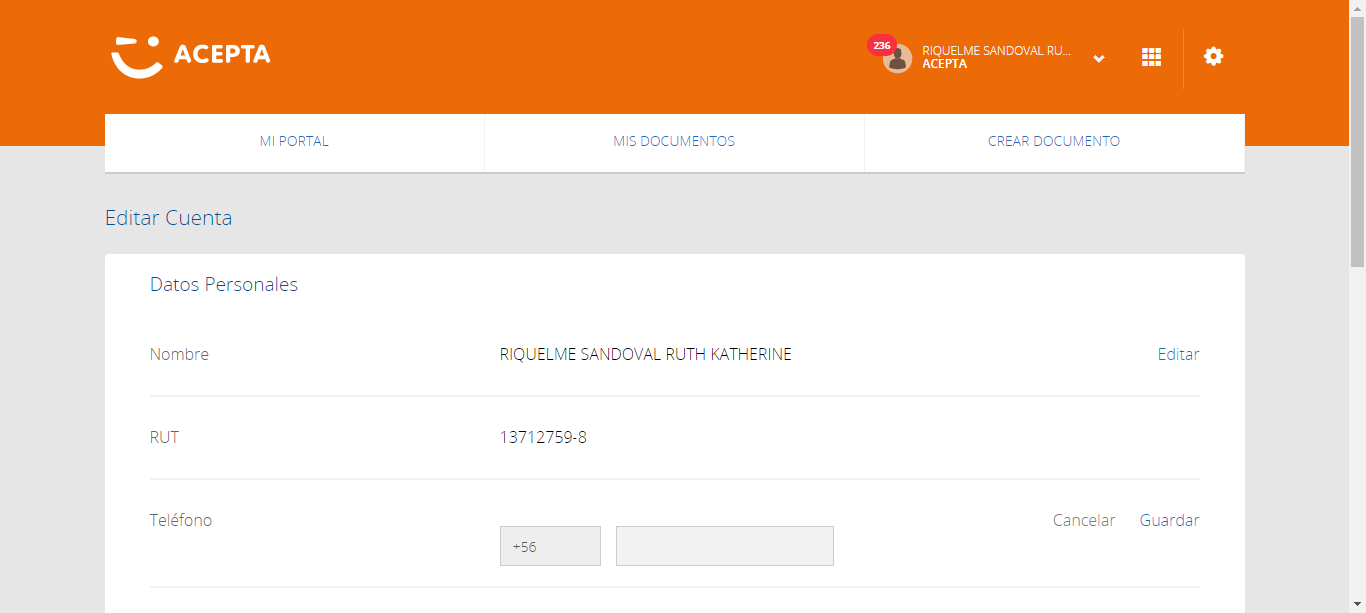 ACEPTA
236
RIQUELME SANDOVAL RU...
ACEPTA
MI PORTAL
MIS DOCUMENTOS
CREAR DOCUMENTO
Editar Cuenta
Datos Personales
Nombre
RIQUELME SANDOVAL RUTH KATHERINE
Editar
RUT
13712759-8
Teléfono
Cancelar
Guardar
+56